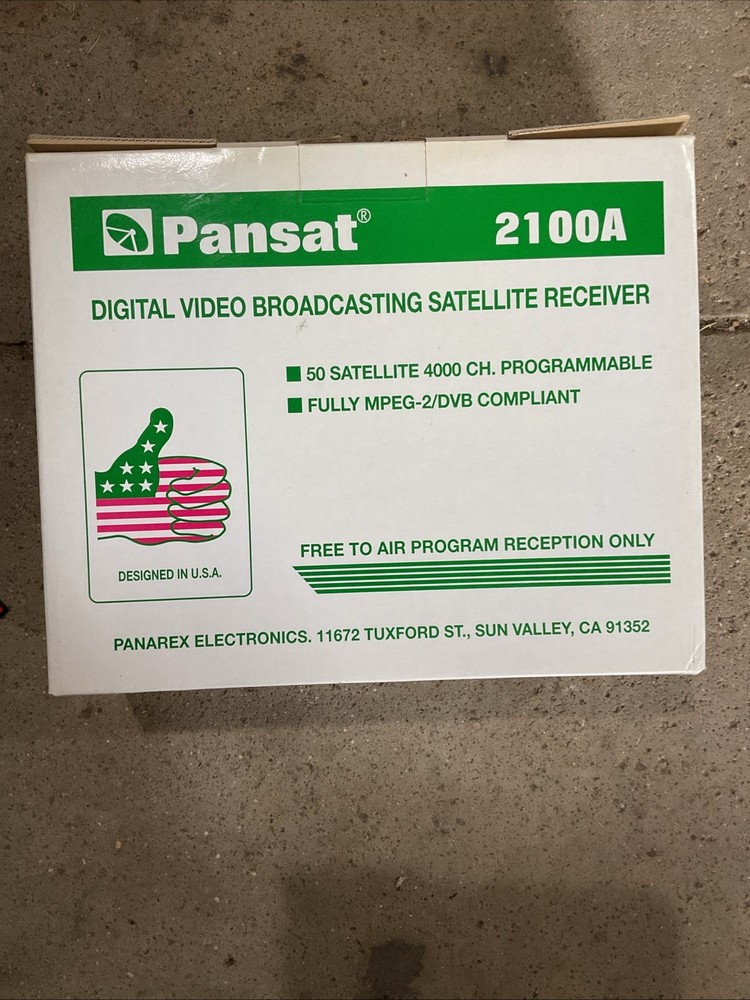 Pansat®
2100A
DIGITAL VIDEO BROADCASTING SATELLITE RECEIVER
50 SATELLITE 4000 CH. PROGRAMMABLE
FULLY MPEG-2/DVB COMPLIANT
DESIGNED IN U.S.A.
FREE TO AIR PROGRAM RECEPTION ONLY
PANAREX ELECTRONICS. 11672 TUXFORD ST., SUN VALLEY, CA 91352